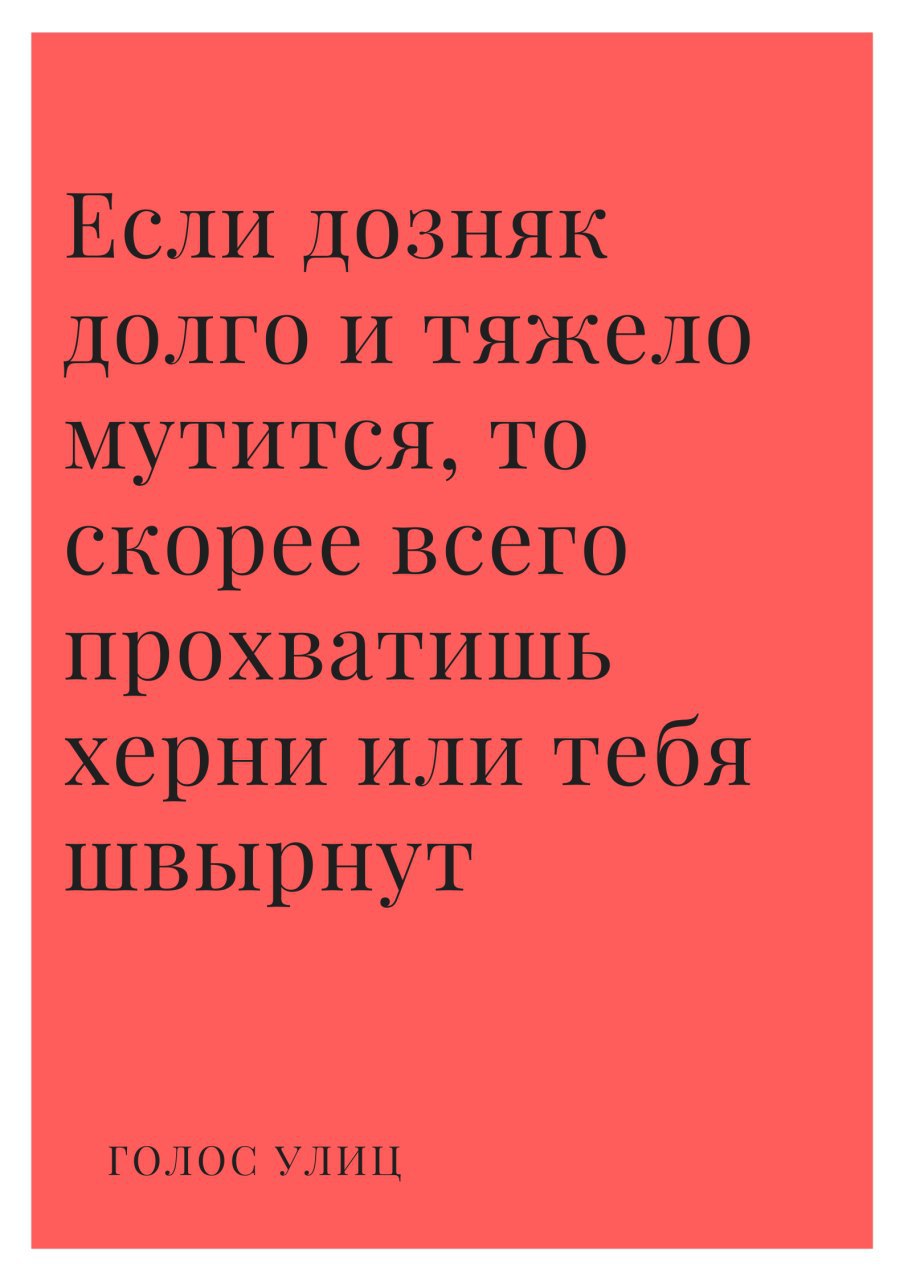 Если дозняк
долго и тяжело
мутится, то
скорее всего
прохватишь
херни или тебя
швырнут
ГОЛОС УЛИЦ